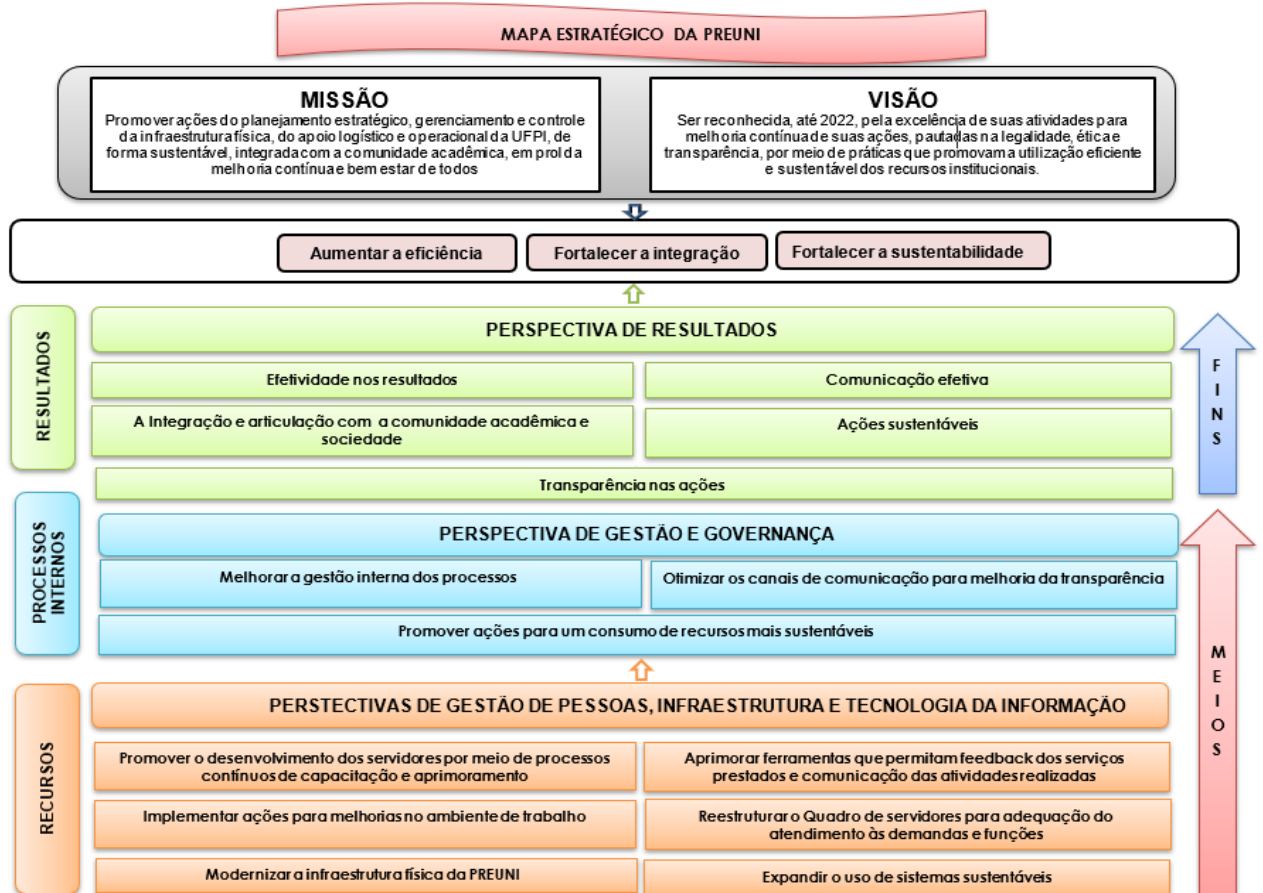 MAPA ESTRATÉGICO DA PREUNI
MISSÃO
Promover ações do planejamento estratégico, gerenciamento e controle
da infraestrutura física, do apoio logístico e operacional da UFPI, de
forma sustentável, integrada com a comunidade acadêmica, em prol da
melhoria contínua e bem estar de todos
VISÃO
Ser reconhecida, até 2022, pela excelência de suas atividades para
melhoria contínua de suas ações, pautadas na legalidade, ética e
transparência, por meio de práticas que promovam a utilização eficiente
e sustentável dos recursos institucionais.
Aumentar a eficiência
Fortalecer a integração
Fortalecer a sustentabilidade
RESULTADOS
PERSPECTIVA DE RESULTADOS
Efetividade nos resultados
Comunicação efetiva
A Integração e articulação com a comunidade acadêmica e
sociedade
Ações sustentáveis
Transparência nas ações
FINS
PROCESSOS
INTERNOS
PERSPECTIVA DE GESTÃO E GOVERNANÇA
Melhorar a gestão interna dos processos
Otimizar os canais de comunicação para melhoria da transparência
Promover ações para um consumo de recursos mais sustentáveis
MEIOS
RECURSOS
PERSTECTIVAS DE GESTÃO DE PESSOAS, INFRAESTRUTURA E TECNOLOGIA DA INFORMAÇÃO
Promover o desenvolvimento dos servidores por meio de processos
contínuos de capacitação e aprimoramento
Aprimorar ferramentas que permitam feedback dos serviços
prestados e comunicação das atividades realizadas
Implementar ações para melhorias no ambiente de trabalho
Reestruturar o Quadro de servidores para adequação do
atendimento às demandas e funções
Modernizar a infraestrutura física da PREUNI
Expandir o uso de sistemas sustentáveis